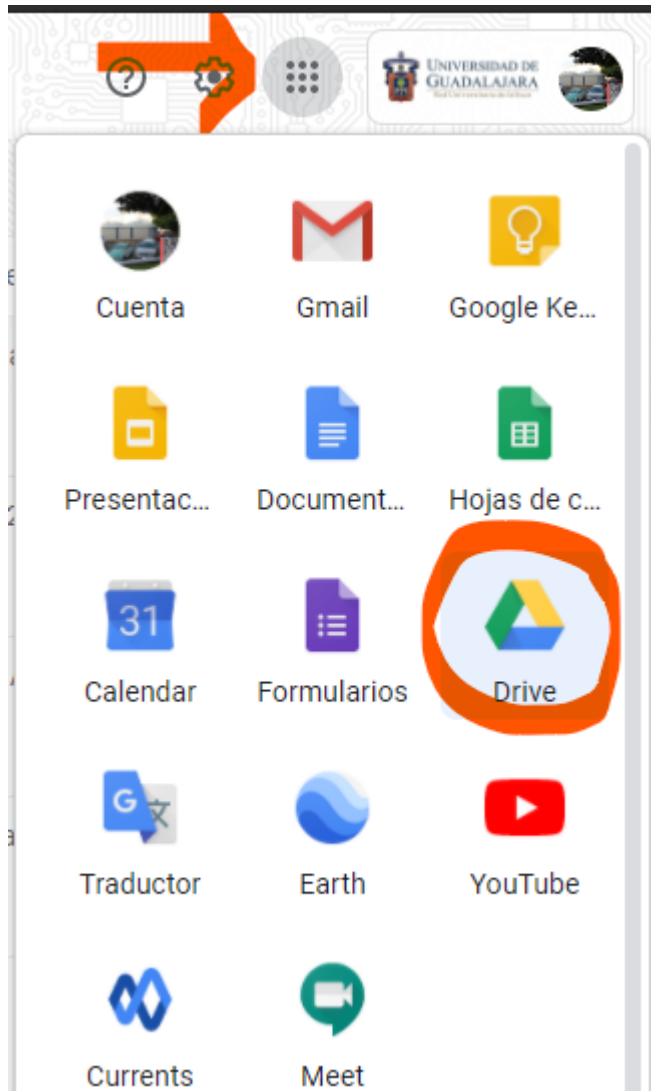 UNIVERSIDAD DE
GUADALAJARA
Cuenta Gmail Google Ke...
Presentac... Document... Hojas de c...
31
Calendar Formularios Drive
G
Traductor Earth YouTube
Currents Meet